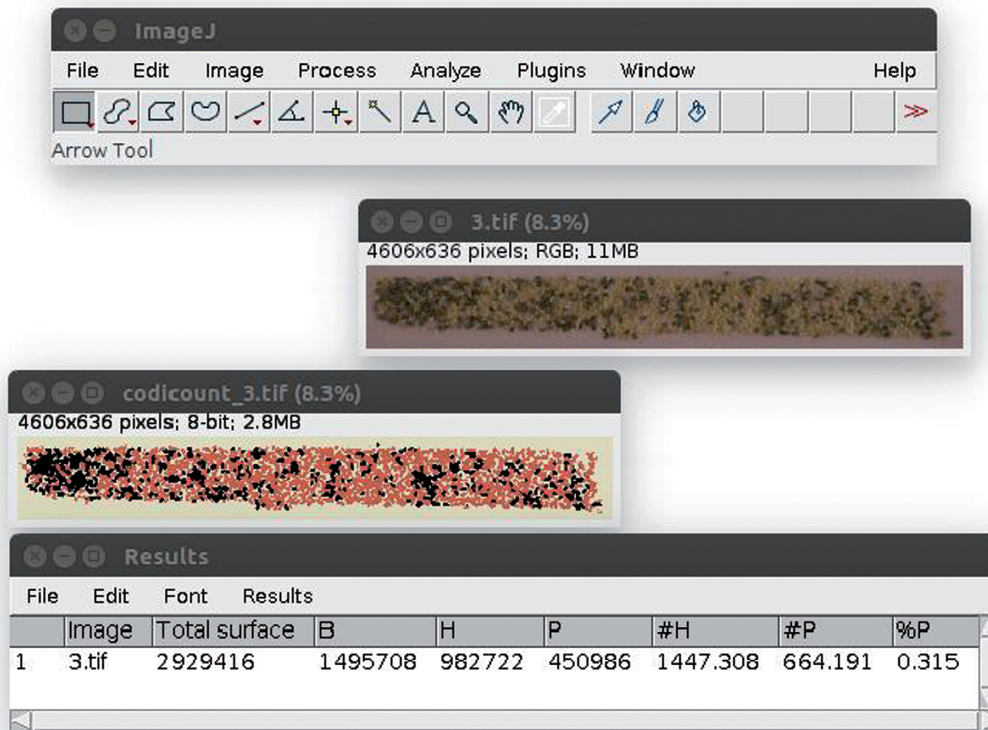 ImageJ
File Edit Image Process Analyze Plugins Window Help
A
Arrow Tool
3.tif (8.3%)
4606x636 pixels; RGB; 11MB
codicount_3.tif (8.3%)
4606x636 pixels; 8-bit; 2.8MB
Results
File Edit Font Results
Image Total surface B H P #H #P %P
1 3.tif 2929416 1495708 982722 450986 1447.308 664.191 0.315